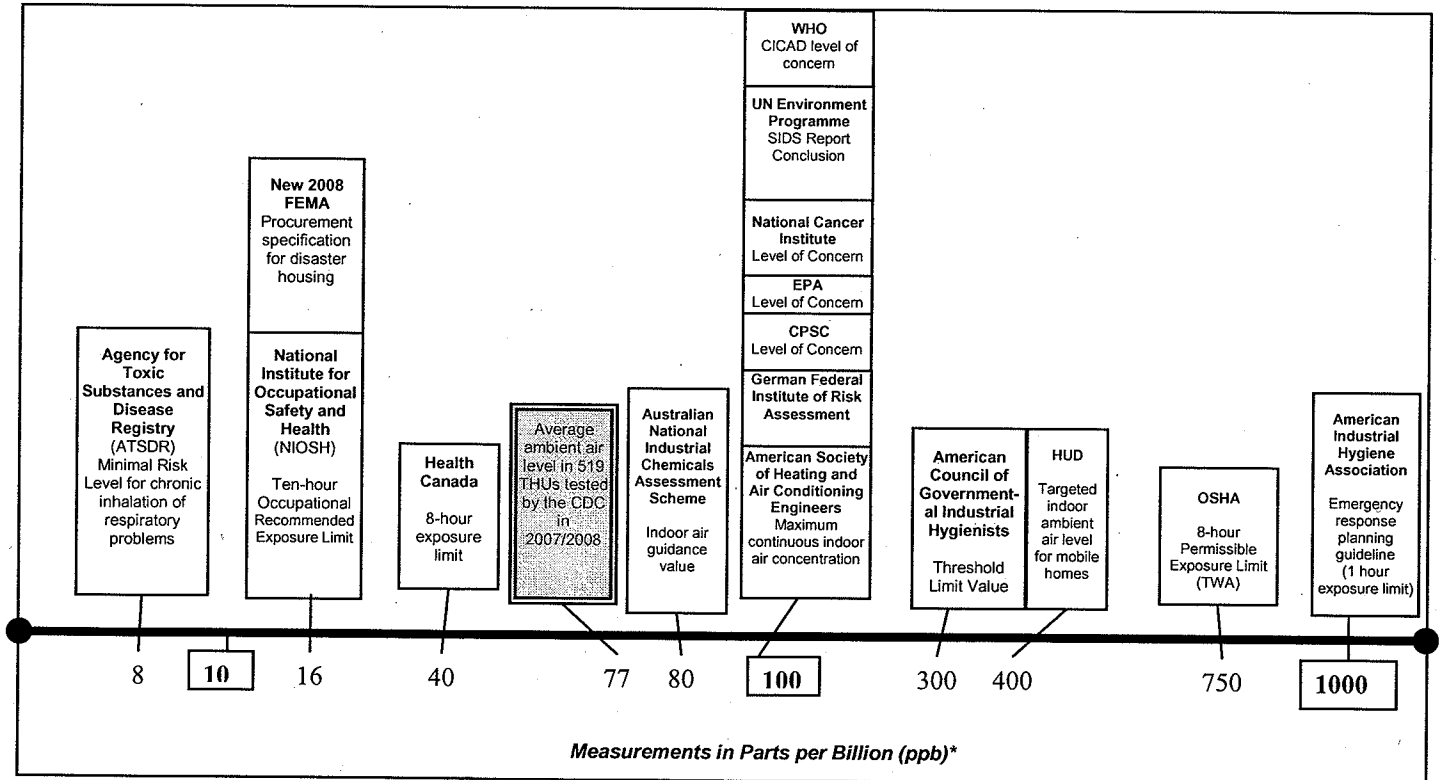 Agency for
Toxic
Substances and
Disease
Registry
(ATSDR)
Minimal Risk
Level for chronic
inhalation of
respiratory
problems
New 2008
FEMA
Procurement
specification
for disaster
housing
National
Institute for
Occupational
Safety and
Health
(NIOSH)
Ten-hour
Occupational
Recommended
Exposure Limit
Health
Canada
8-hour
exposure
limit
Average
ambient air
level in 519
THUs tested
by the CDC
in
2007/2008
Australian
National
Industrial
Chemicals
Assessment
Scheme
Indoor air
guidance
value
WHO
CICAD level of
concern
UN Environment
Programme
SIDS Report
Conclusion
National Cancer
Institute
Level of Concern
EPA
Level of Concern
CPSC
Level of Concern
German Federal
Institute of Risk
Assessment
American Society
of Heating and
Air Conditioning
Engineers
Maximum
continuous indoor
air concentration
American
Council of
Government-
al Industrial
Hygienists
Threshold
Limit Value
HUD
Targeted
indoor
ambient
air level
for mobile
homes
OSHA
8-hour
Permissible
Exposure Limit
(TWA)
American
Industrial
Hygiene
Association
Emergency
response
planning
guideline
(1 hour
exposure limit)
8 10 16 40 77 80 100 300 400 750 1000
Measurements in Parts per Billion (ppb)*